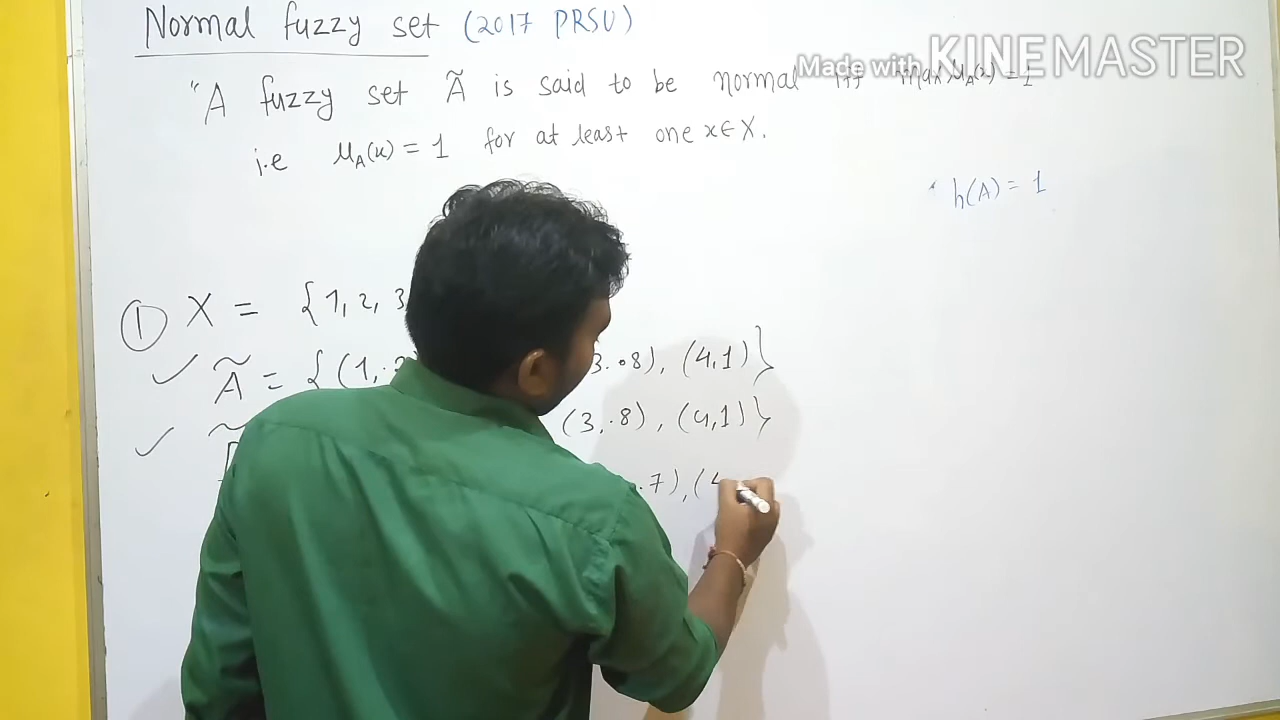 Normal fuzzy set (2017 PRSU)
Made with KINEMASTER
"A fuzzy set Ã is said to be normal iff max μA(x) = 1
i.e μA(x) = 1 for at least one x∈X.
h(A) = 1
① X = {1, 2, 3,
✓ Ã = { (1, .2 3.08), (4,1)}
✓ (3,.8), (4,1)}
.7), (4